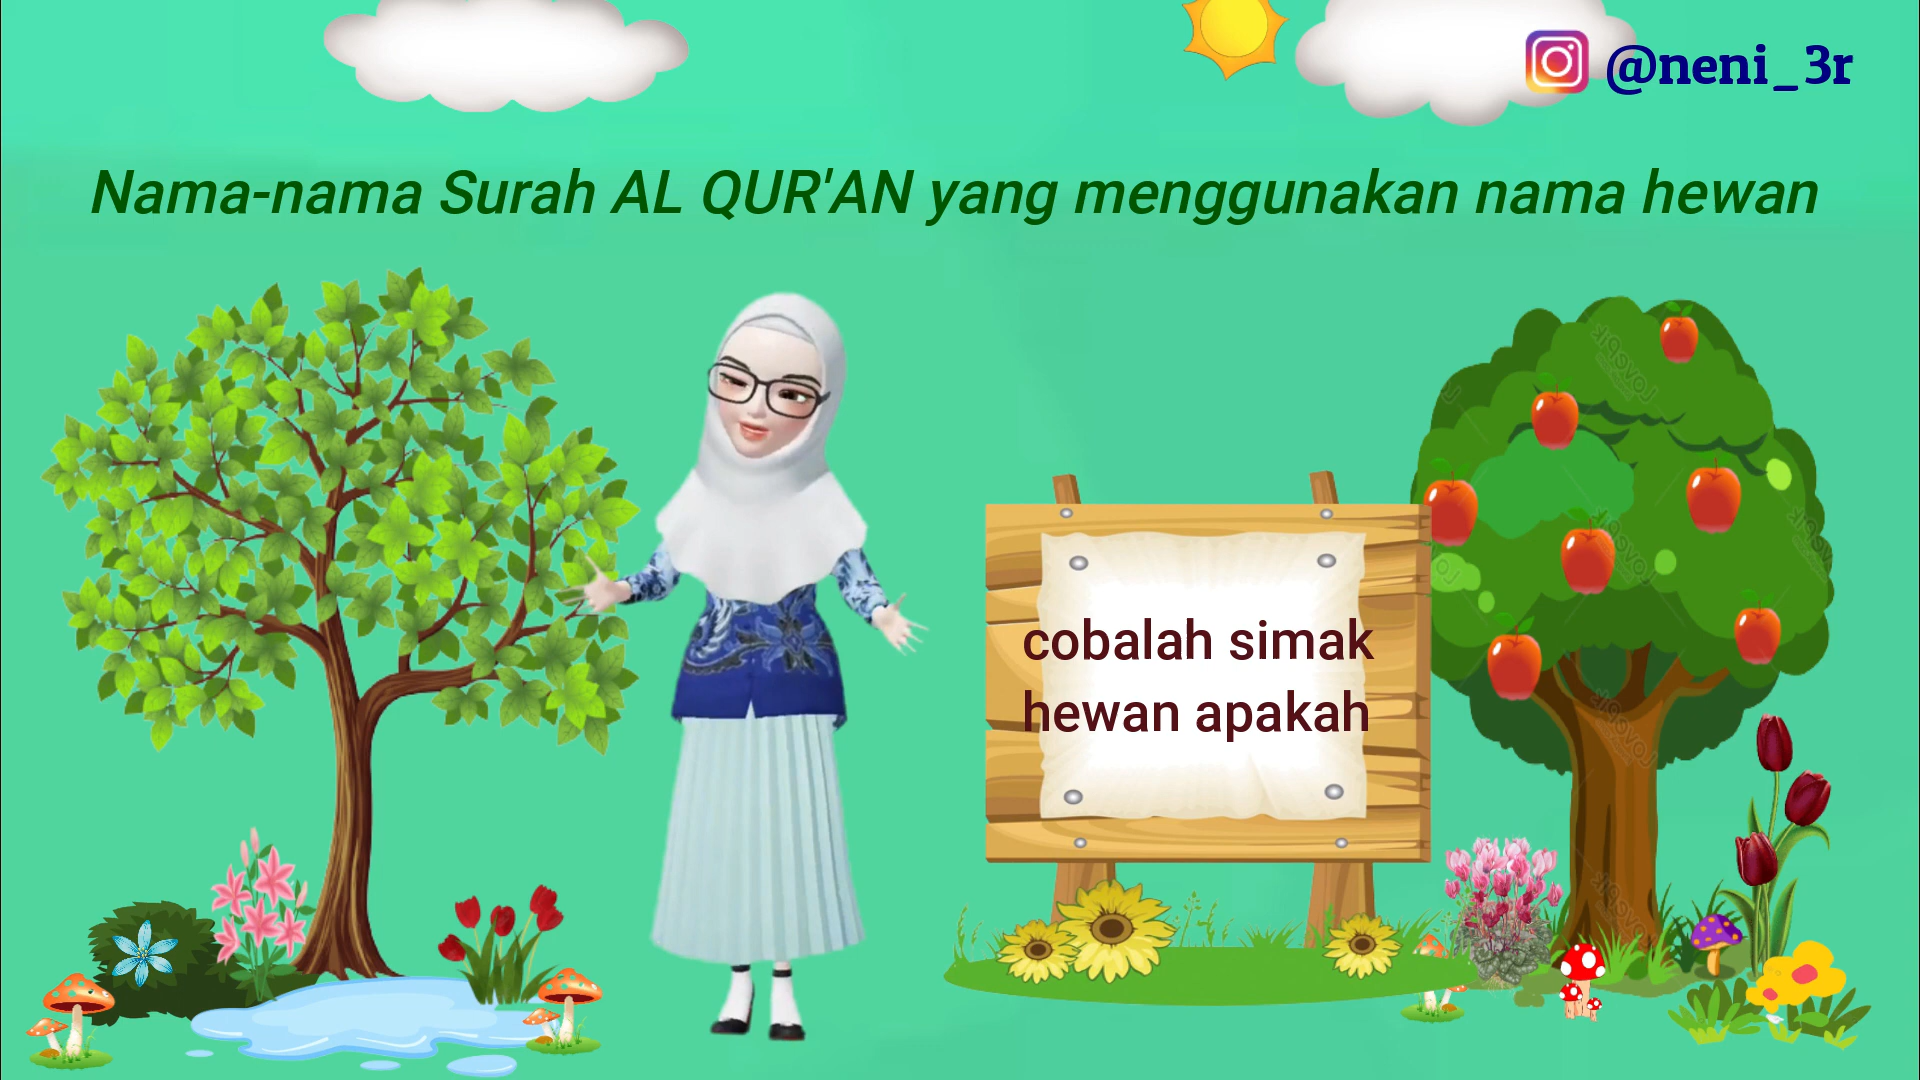 @neni_3r
Nama-nama Surah AL QUR'AN yang menggunakan nama hewan
cobalah simak
hewan apakah